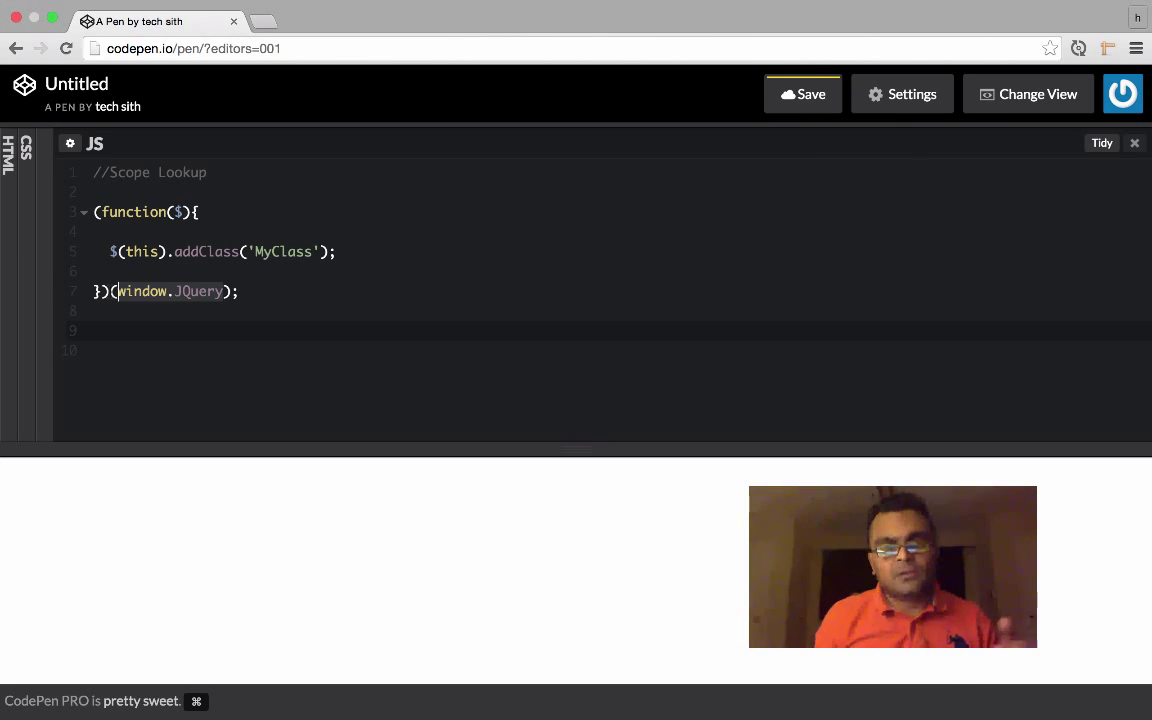 A Pen by tech sith
h
codepen.io/pen/?editors=001
Untitled
A PEN BY tech sith
Save
Settings
Change View
HTML
CSS
JS
Tidy
1 //Scope Lookup
2
3 (function($){
4
5 $(this).addClass('MyClass');
6
7 })(window.JQuery);
8
9
10
CodePen PRO is pretty sweet. ⌘